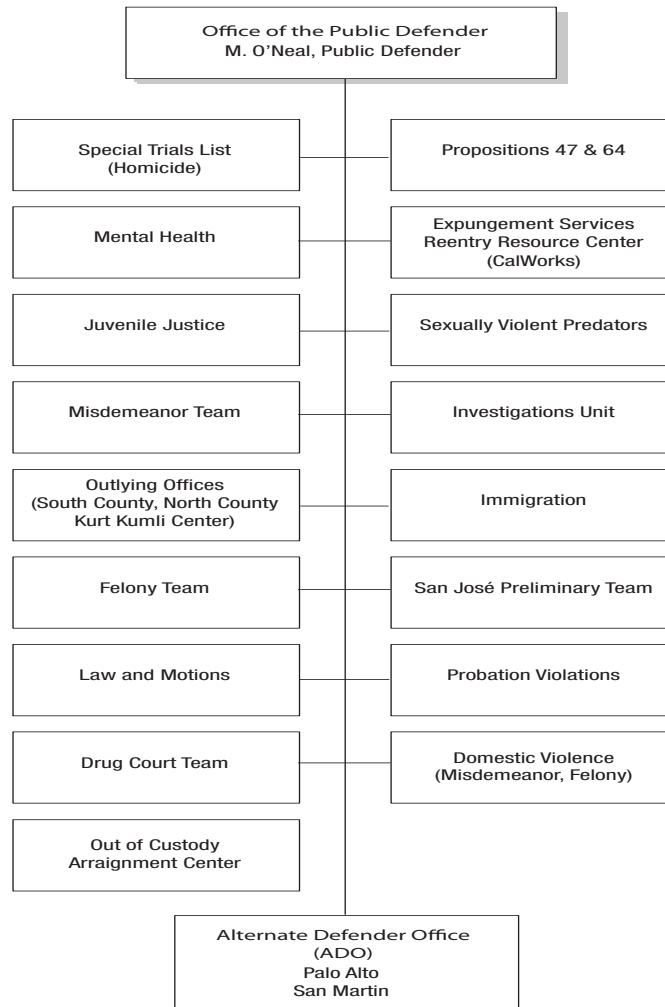 Office of the Public Defender
M. O’Neal, Public Defender
Special Trials List
(Homicide)
Propositions 47 & 64
Mental Health
Expungement Services
Reentry Resource Center
(CalWorks)
Juvenile Justice
Sexually Violent Predators
Misdemeanor Team
Investigations Unit
Outlying Offices
(South County, North County
Kurt Kumli Center)
Immigration
Felony Team
San José Preliminary Team
Law and Motions
Probation Violations
Drug Court Team
Domestic Violence
(Misdemeanor, Felony)
Out of Custody
Arraignment Center
Alternate Defender Office
(ADO)
Palo Alto
San Martin